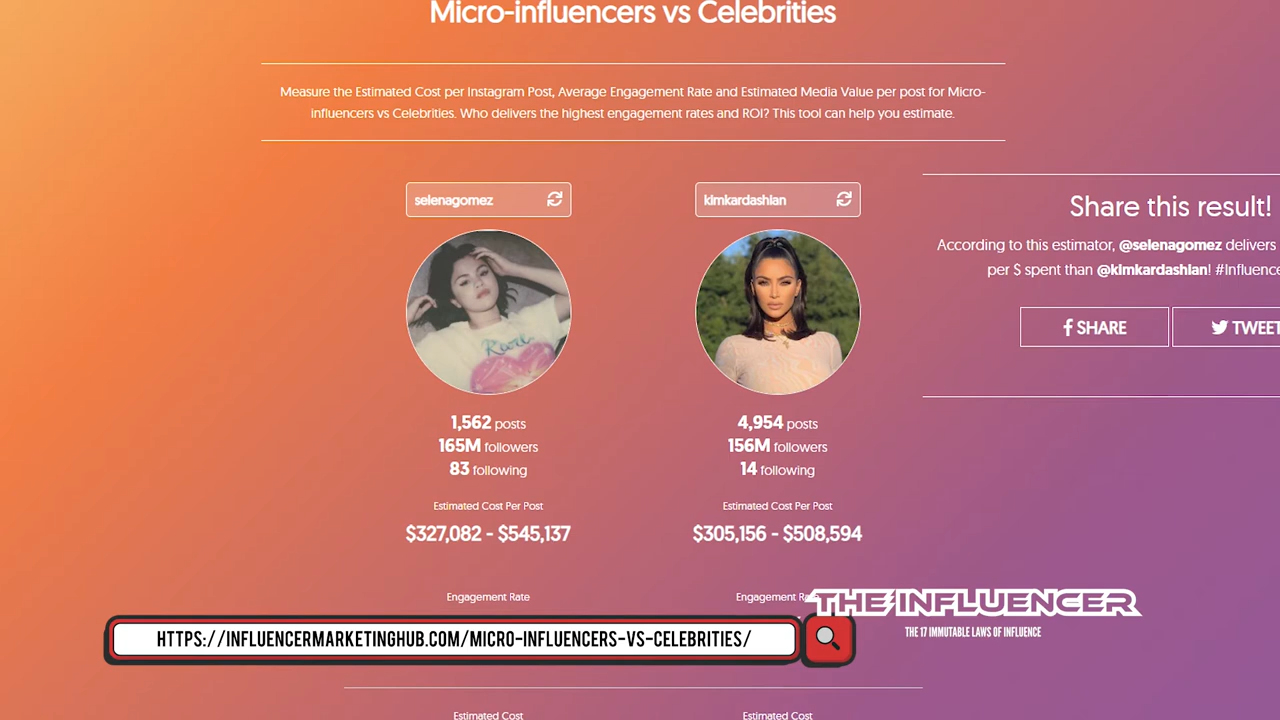 Micro-influencers vs Celebrities
Measure the Estimated Cost per Instagram Post, Average Engagement Rate and Estimated Media Value per post for Micro-
influencers vs Celebrities. Who delivers the highest engagement rates and ROI? This tool can help you estimate.
selenagomez
kimkardashian
Rare
1,562 posts
165M followers
83 following
4,954 posts
156M followers
14 following
Estimated Cost Per Post
$327,082 - $545,137
Estimated Cost Per Post
$305,156 - $508,594
Engagement Rate
Engagement Ra
Share this result!
According to this estimator, @selenagomez delivers
per $ spent than @kimkardashian! #Influence
SHARE
TWEET
HTTPS://INFLUENCERMARKETINGHUB.COM/MICRO-INFLUENCERS-VS-CELEBRITIES/
THE INFLUENCER
THE 17 IMMUTABLE LAWS OF INFLUENCE
Estimated Cost
Estimated Cost